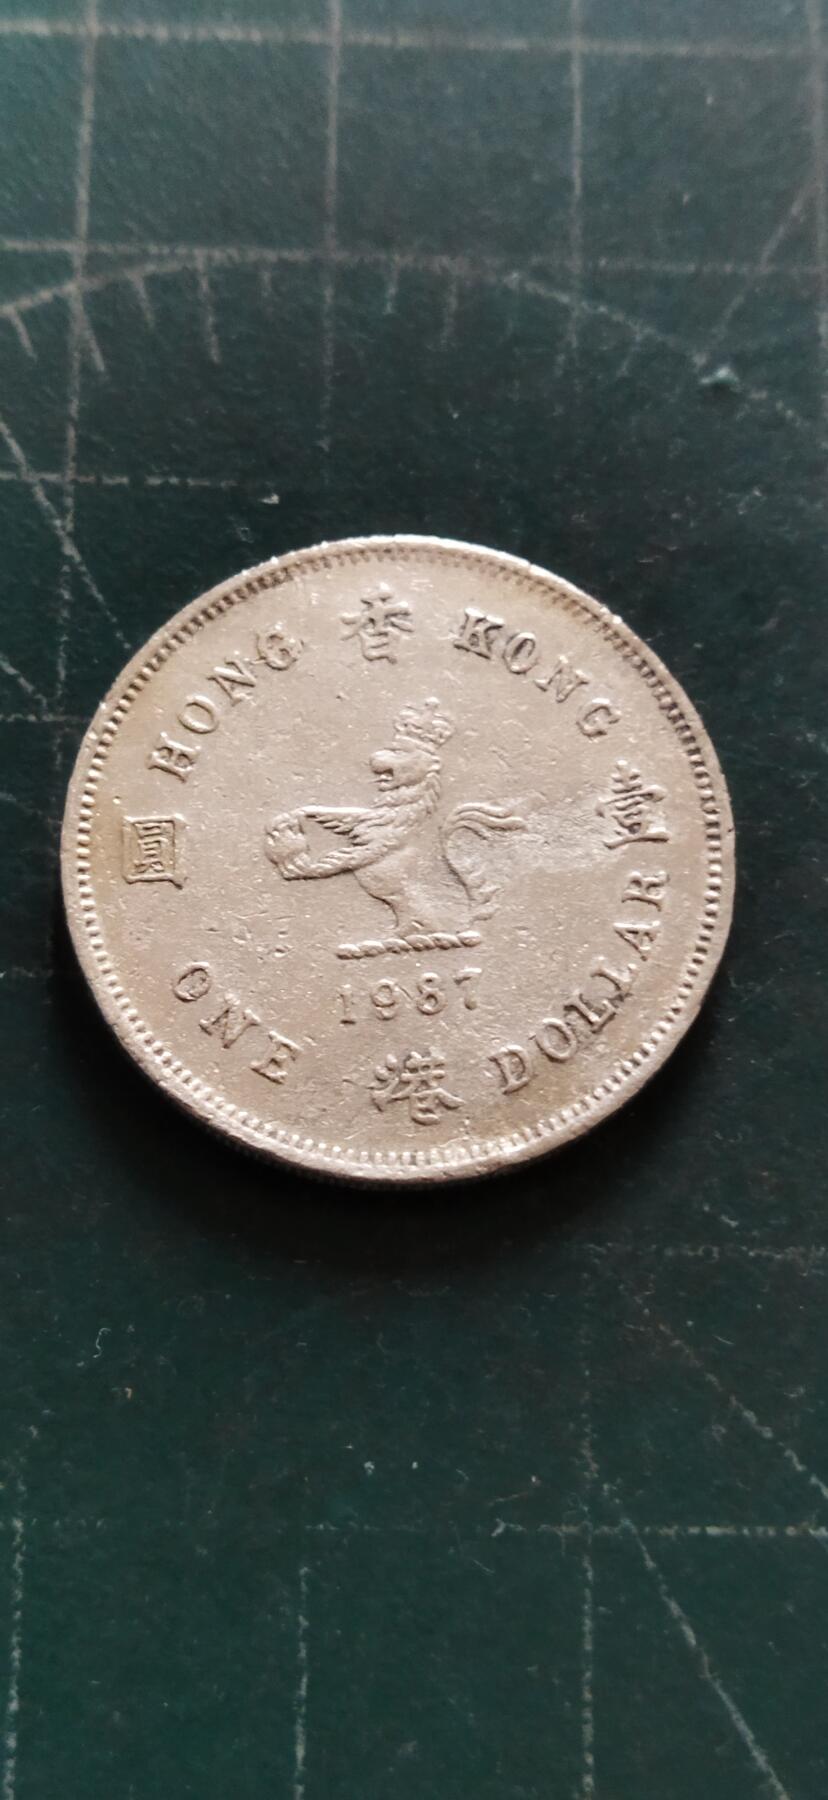 HONG KONG
香
港
圓
壹
1987
ONE DOLLAR